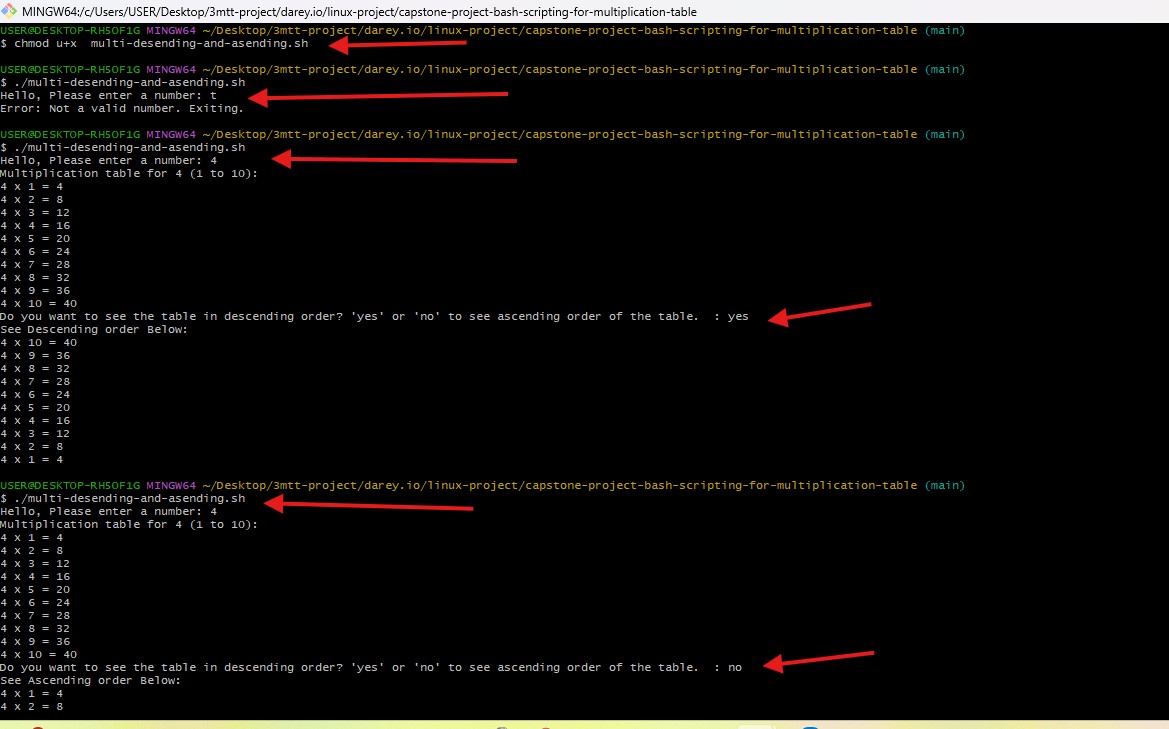 MINGW64:/c/Users/USER/Desktop/3mtt-project/darey.io/linux-project/capstone-project-bash-scripting-for-multiplication-table
USER@DESKTOP-RH5OF1G MINGW64 ~/Desktop/3mtt-project/darey.io/linux-project/capstone-project-bash-scripting-for-multiplication-table (main)
$ chmod u+x  multi-desending-and-asending.sh
USER@DESKTOP-RH5OF1G MINGW64 ~/Desktop/3mtt-project/darey.io/linux-project/capstone-project-bash-scripting-for-multiplication-table (main)
$ ./multi-desending-and-asending.sh
Hello, Please enter a number: t
Error: Not a valid number. Exiting.
USER@DESKTOP-RH5OF1G MINGW64 ~/Desktop/3mtt-project/darey.io/linux-project/capstone-project-bash-scripting-for-multiplication-table (main)
$ ./multi-desending-and-asending.sh
Hello, Please enter a number: 4
Multiplication table for 4 (1 to 10):
4 x 1 = 4
4 x 2 = 8
4 x 3 = 12
4 x 4 = 16
4 x 5 = 20
4 x 6 = 24
4 x 7 = 28
4 x 8 = 32
4 x 9 = 36
4 x 10 = 40
Do you want to see the table in descending order? 'yes' or 'no' to see ascending order of the table.  : yes
See Descending order Below:
4 x 10 = 40
4 x 9 = 36
4 x 8 = 32
4 x 7 = 28
4 x 6 = 24
4 x 5 = 20
4 x 4 = 16
4 x 3 = 12
4 x 2 = 8
4 x 1 = 4
USER@DESKTOP-RH5OF1G MINGW64 ~/Desktop/3mtt-project/darey.io/linux-project/capstone-project-bash-scripting-for-multiplication-table (main)
$ ./multi-desending-and-asending.sh
Hello, Please enter a number: 4
Multiplication table for 4 (1 to 10):
4 x 1 = 4
4 x 2 = 8
4 x 3 = 12
4 x 4 = 16
4 x 5 = 20
4 x 6 = 24
4 x 7 = 28
4 x 8 = 32
4 x 9 = 36
4 x 10 = 40
Do you want to see the table in descending order? 'yes' or 'no' to see ascending order of the table.  : no
See Ascending order Below:
4 x 1 = 4
4 x 2 = 8